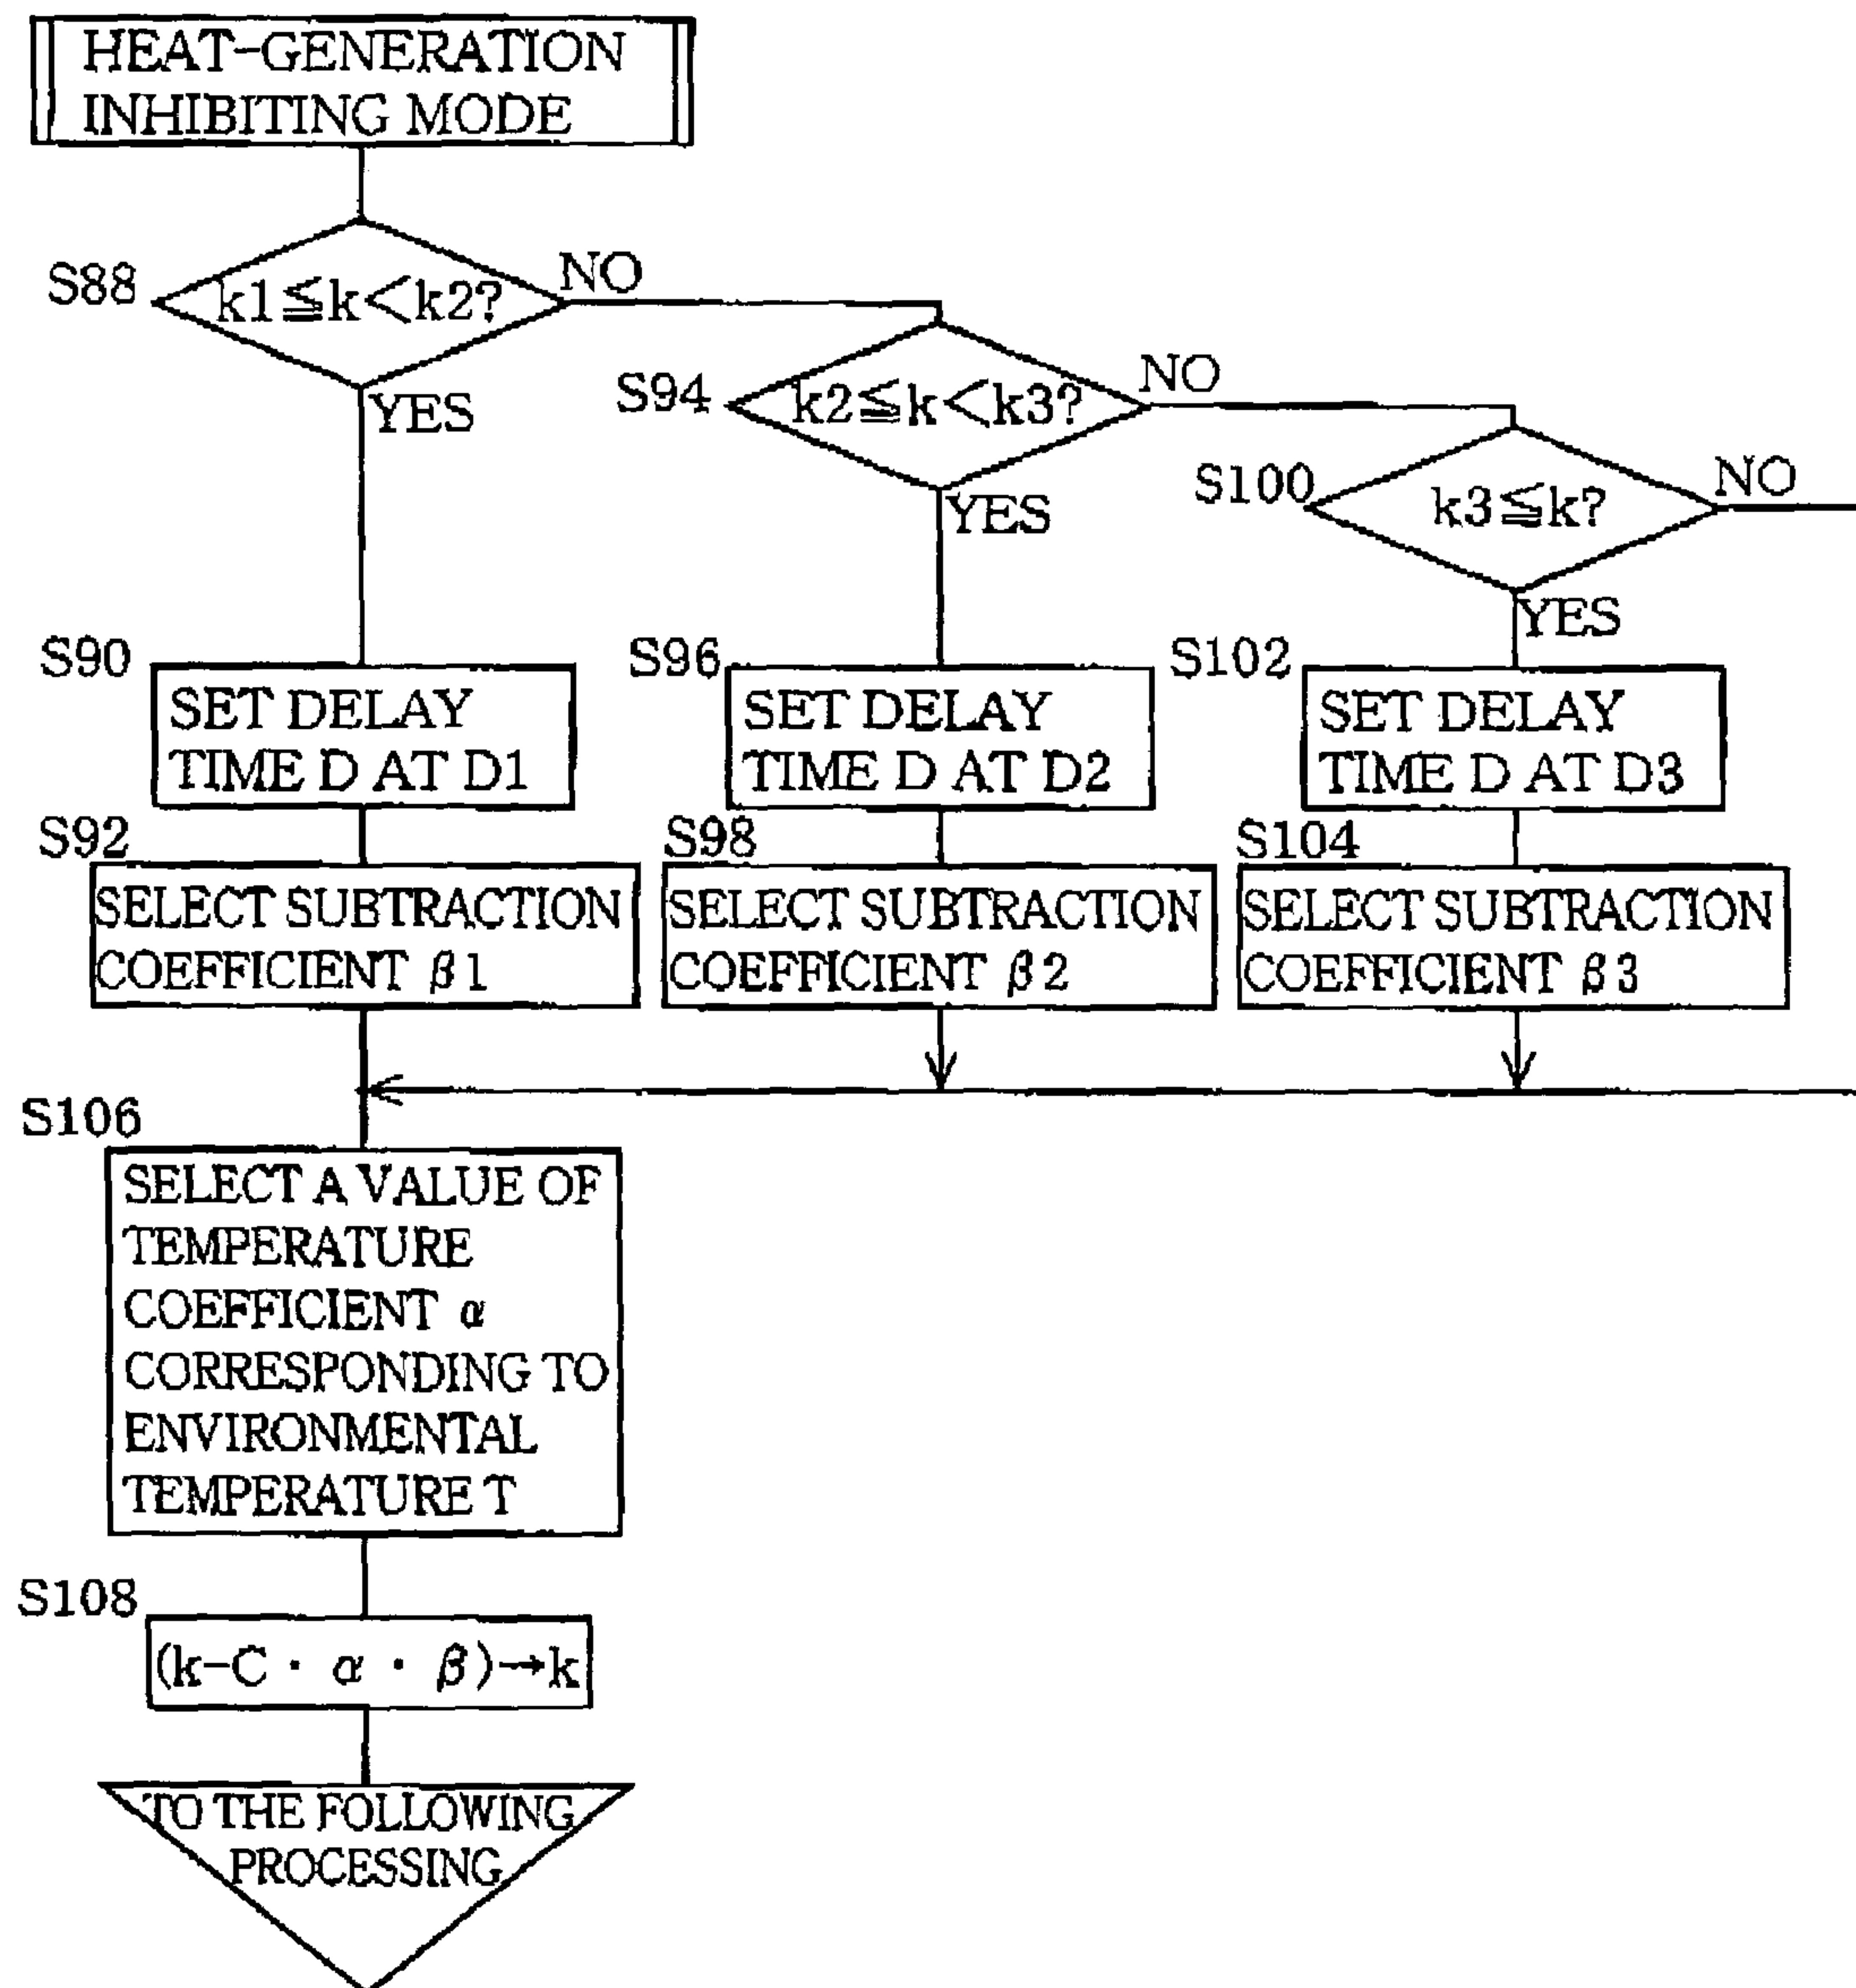 HEAT-GENERATION
INHIBITING MODE
S88
k1≦k<k2?
NO
YES
S94
k2≦k<k3?
NO
YES
S100
k3≦k?
NO
YES
S90
SET DELAY
TIME D AT D1
S96
SET DELAY
TIME D AT D2
S102
SET DELAY
TIME D AT D3
S92
SELECT SUBTRACTION
COEFFICIENT β1
S98
SELECT SUBTRACTION
COEFFICIENT β2
S104
SELECT SUBTRACTION
COEFFICIENT β3
S106
SELECT A VALUE OF
TEMPERATURE
COEFFICIENT α
CORRESPONDING TO
ENVIRONMENTAL
TEMPERATURE T
S108
(k-C · α · β)→k
TO THE FOLLOWING
PROCESSING